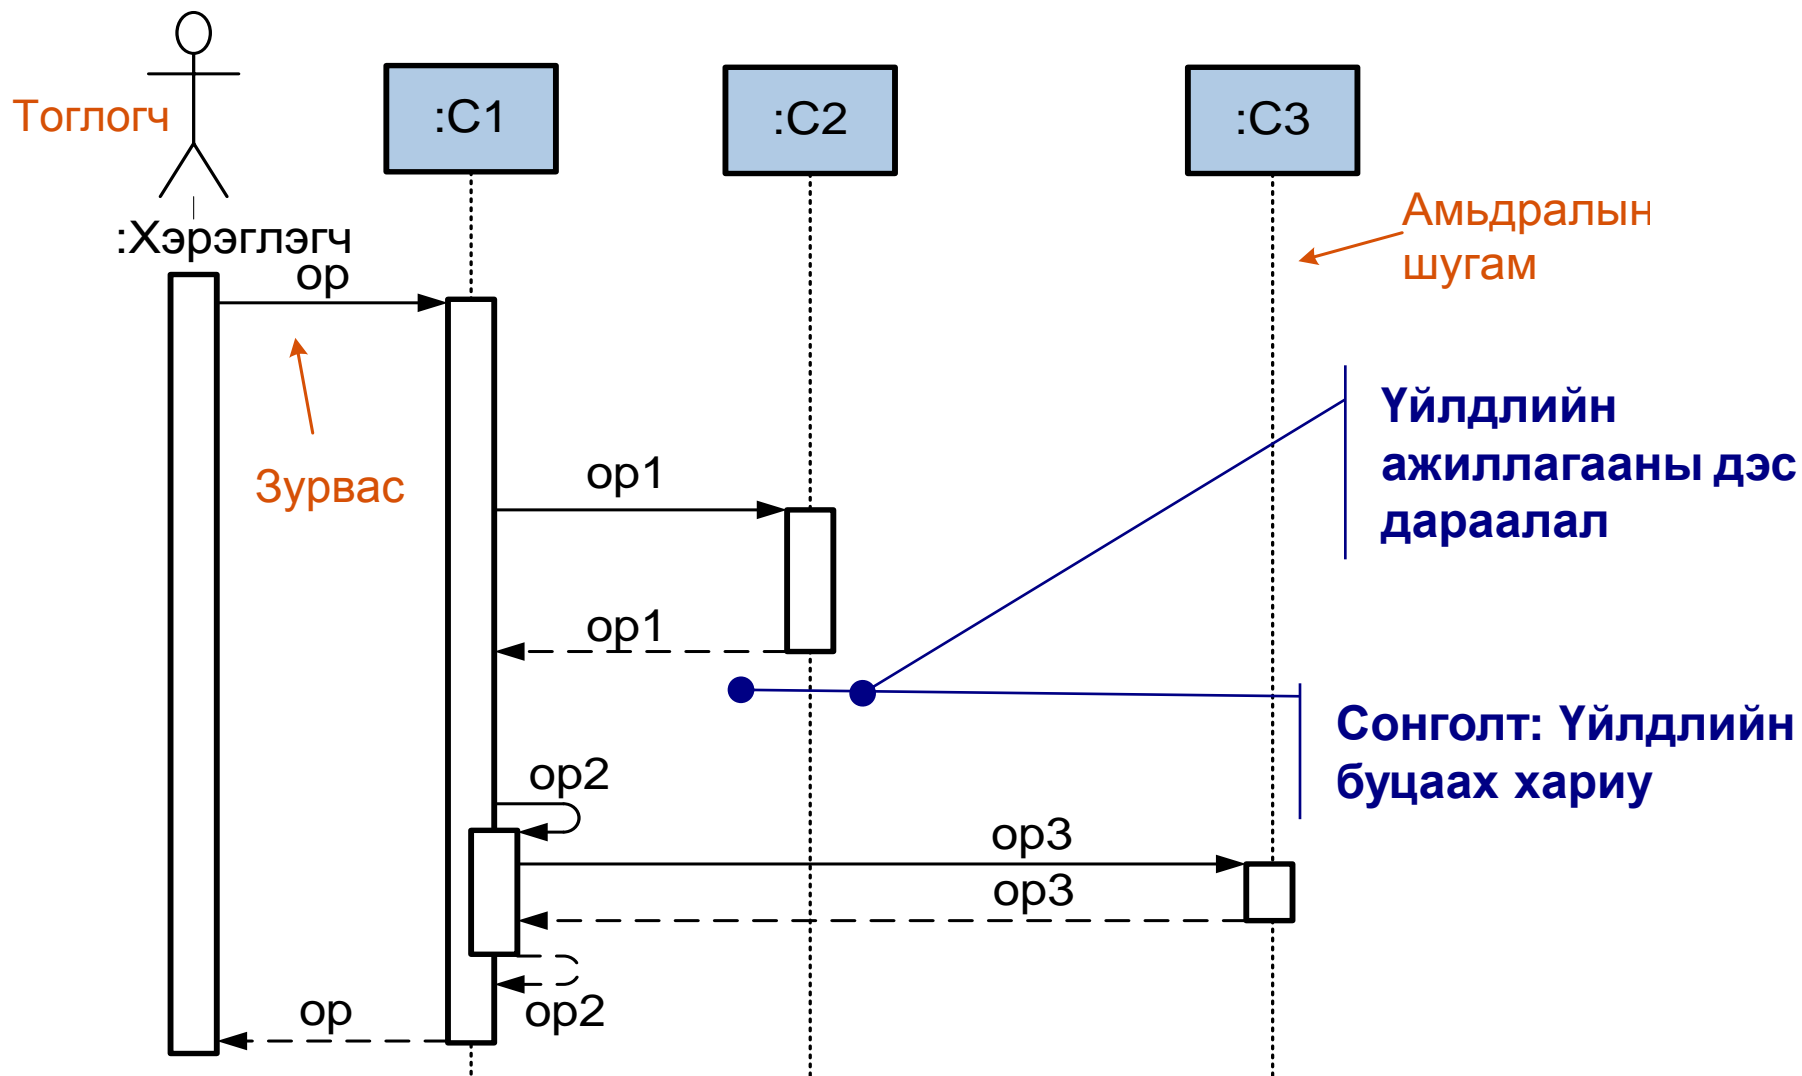 Тоглогч
:C1
:C2
:C3
Амьдралын
шугам
:Хэрэглэгч
op
Зурвас
Үйлдлийн
ажиллагааны дэс
дараалал
op1
op1
Сонголт: Үйлдлийн
буцаах хариу
op2
op3
op3
op2
op